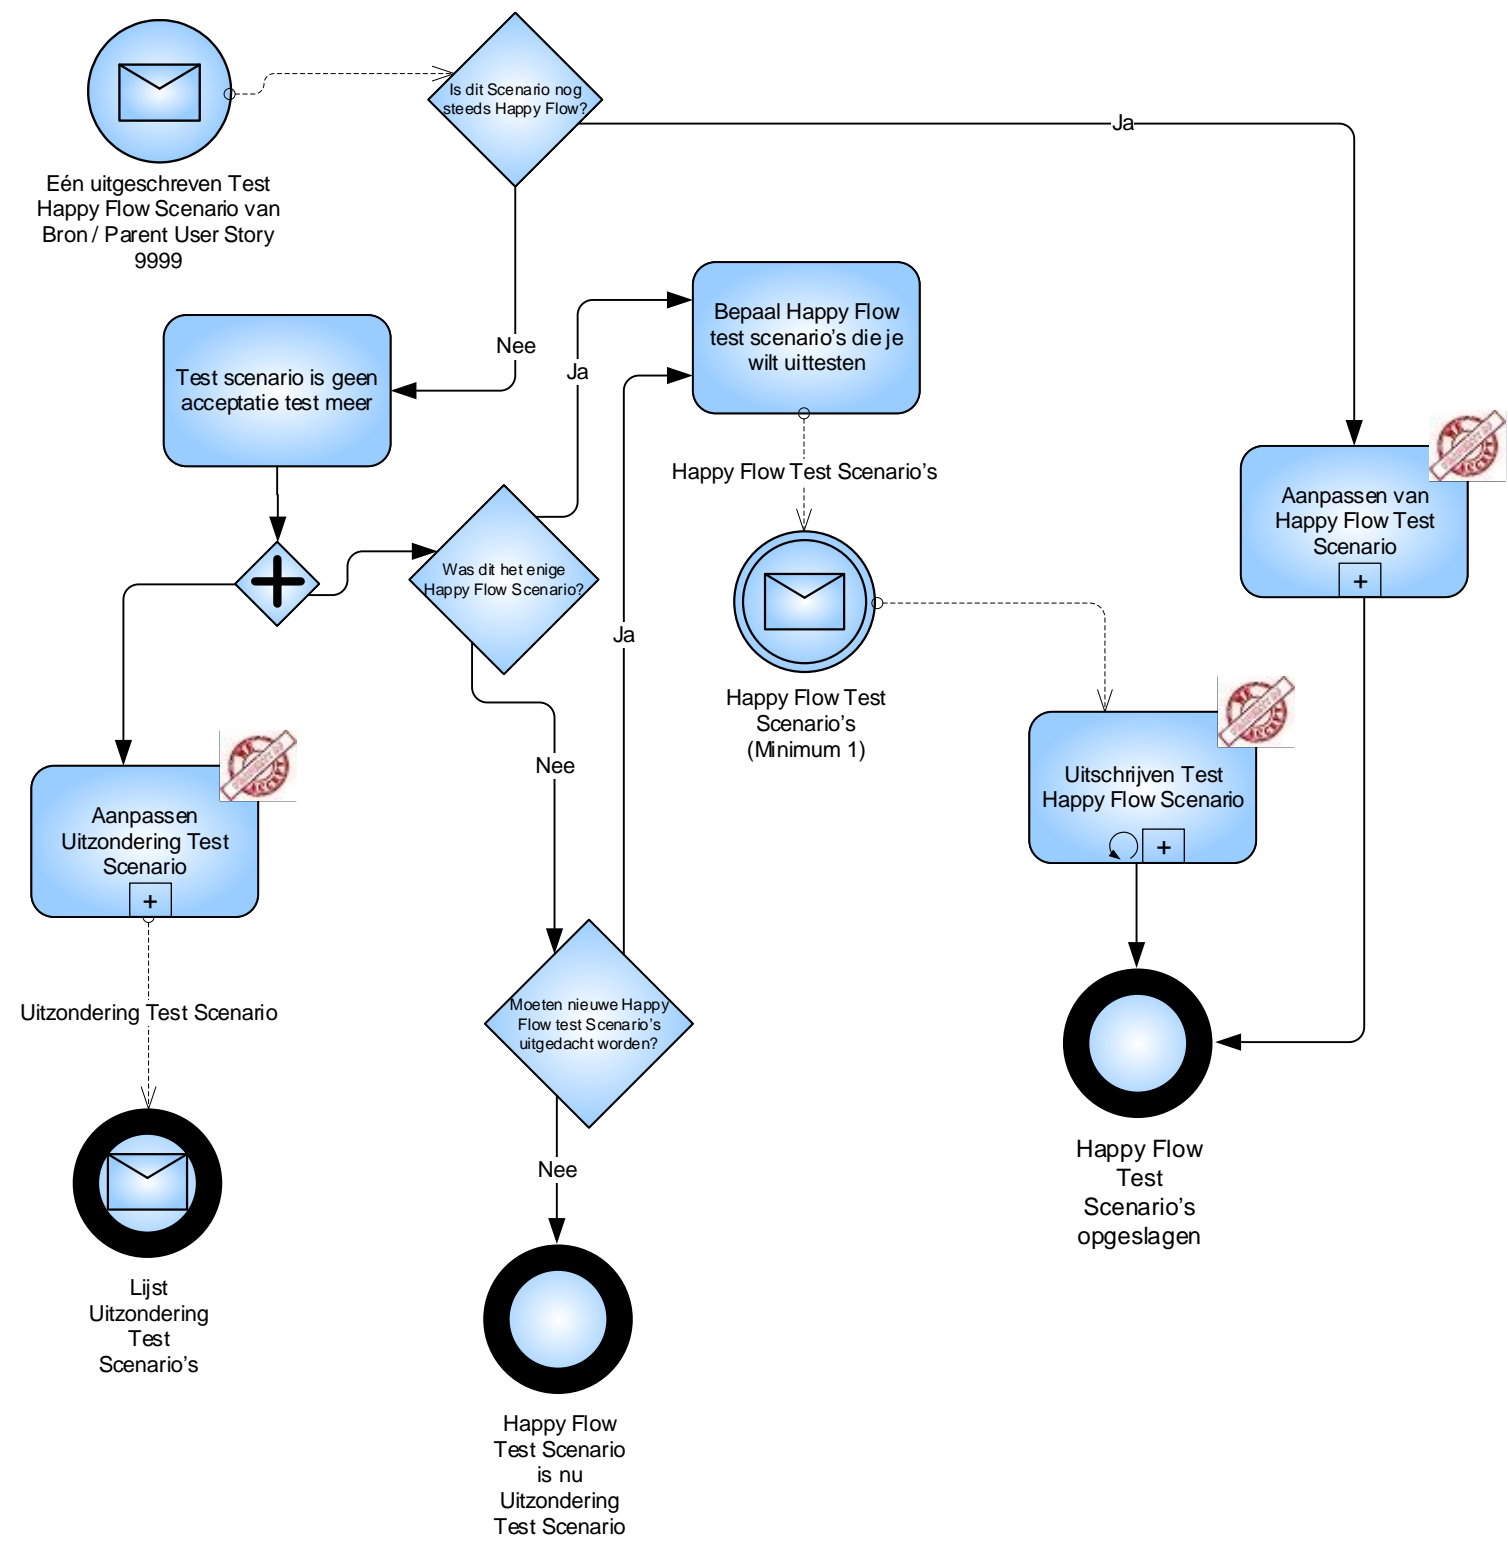 Is dit Scenario nog
steeds Happy Flow?
Ja
Eén uitgeschreven Test
Happy Flow Scenario van
Bron / Parent User Story
9999
Nee
Bepaal Happy Flow
test scenario's die je
wilt uittesten
Test scenario is geen
acceptatie test meer
Ja
Happy Flow Test Scenario's
Aanpassen van
Happy Flow Test
Scenario
Was dit het enige
Happy Flow Scenario?
Ja
Happy Flow Test
Scenario's
(Minimum 1)
Nee
Uitschrijven Test
Happy Flow Scenario
Aanpassen
Uitzondering Test
Scenario
Uitzondering Test Scenario
Moeten nieuwe Happy
Flow test Scenario's
uitgedacht worden?
Nee
Happy Flow
Test
Scenario's
opgeslagen
Lijst
Uitzondering
Test
Scenario's
Happy Flow
Test Scenario
is nu
Uitzondering
Test Scenario